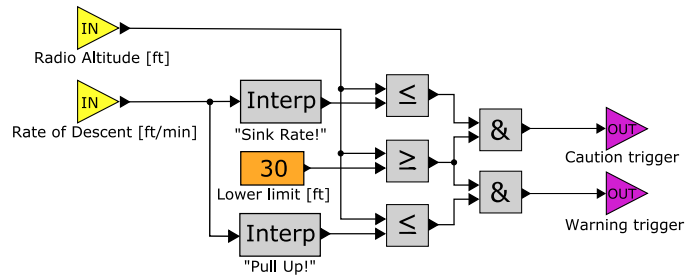 IN
Radio Altitude [ft]
IN
Rate of Descent [ft/min]
Interp
"Sink Rate!"
30
Lower limit [ft]
Interp
"Pull Up!"
≤
≥
≤
&
&
OUT
Caution trigger
OUT
Warning trigger